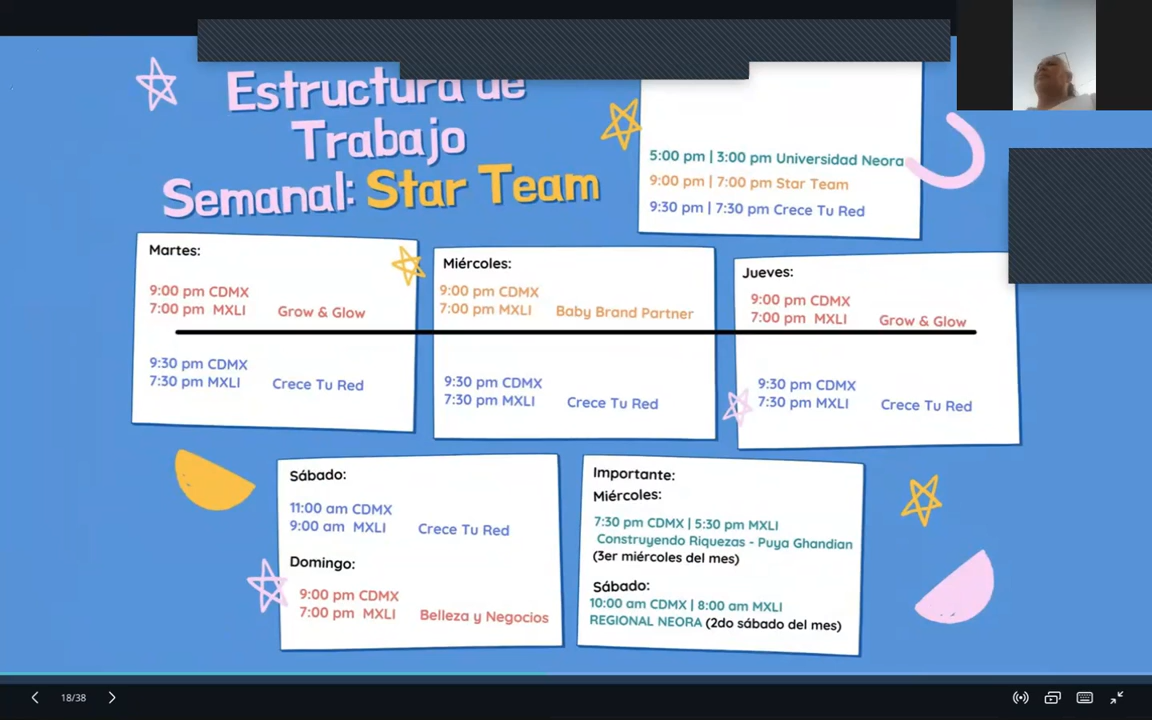 Estructura de
Trabajo
Semanal: Star Team
5:00 pm | 3:00 pm Universidad Neora
9:00 pm | 7:00 pm Star Team
9:30 pm | 7:30 pm Crece Tu Red
Martes:
9:00 pm CDMX
7:00 pm MXLI Grow & Glow
9:30 pm CDMX
7:30 pm MXLI Crece Tu Red
Miércoles:
9:00 pm CDMX
7:00 pm MXLI Baby Brand Partner
9:30 pm CDMX
7:30 pm MXLI Crece Tu Red
Jueves:
9:00 pm CDMX
7:00 pm MXLI Grow & Glow
9:30 pm CDMX
7:30 pm MXLI Crece Tu Red
Sábado:
11:00 am CDMX
9:00 am MXLI Crece Tu Red
Domingo:
9:00 pm CDMX
7:00 pm MXLI Belleza y Negocios
Importante:
Miércoles:
7:30 pm CDMX | 5:30 pm MXLI
Construyendo Riquezas - Puya Ghandian
(3er miércoles del mes)
Sábado:
10:00 am CDMX | 8:00 am MXLI
REGIONAL NEORA (2do sábado del mes)
18/38